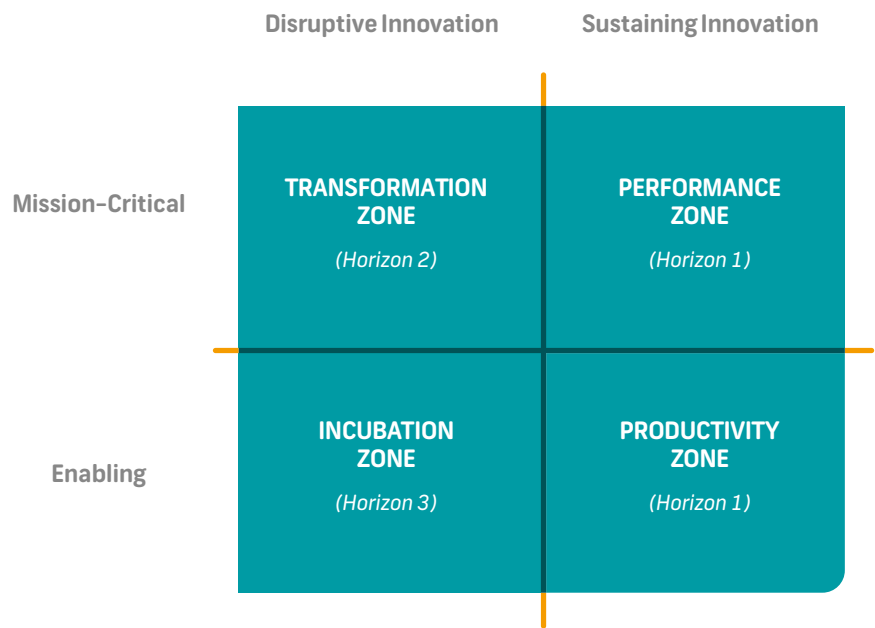 Disruptive Innovation
Sustaining Innovation
Mission-Critical
TRANSFORMATION
ZONE
(Horizon 2)
PERFORMANCE
ZONE
(Horizon 1)
Enabling
INCUBATION
ZONE
(Horizon 3)
PRODUCTIVITY
ZONE
(Horizon 1)